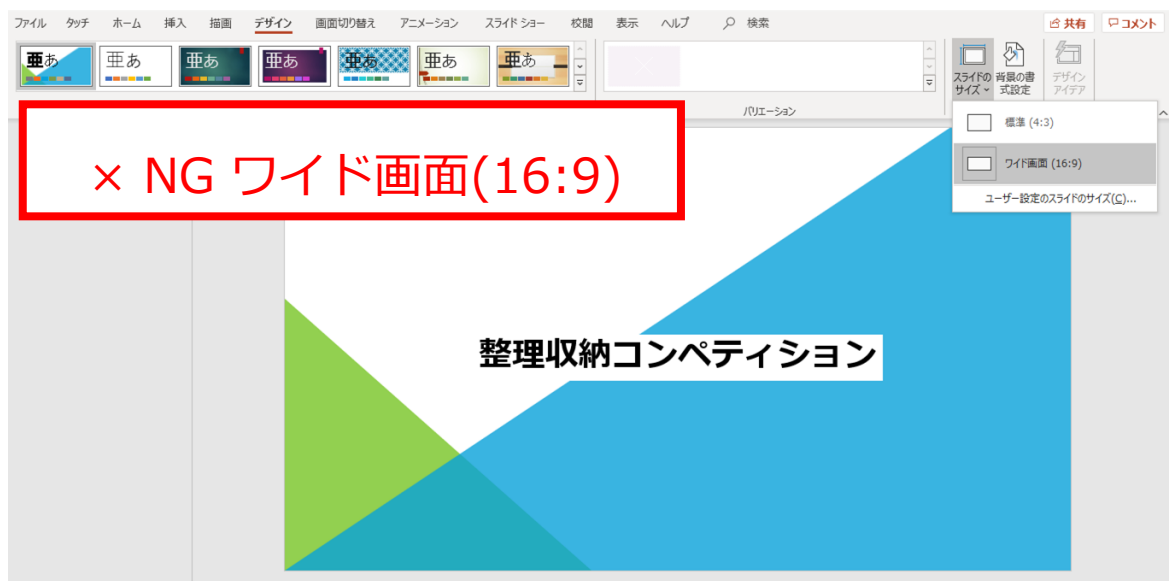 ファイル タッチ ホーム 挿入 描画 デザイン 画面切り替え アニメーション スライド ショー 校閲 表示 ヘルプ 検索 共有 コメント
亜あ 亜あ 亜あ 亜あ 亜あ 亜あ 亜あ
スライドの サイズ
背景の書式設定
デザイン アイデア
バリエーション
標準 (4:3)
ワイド画面 (16:9)
ユーザー設定のスライドのサイズ(C)...
× NG ワイド画面(16:9)
整理収納コンペティション